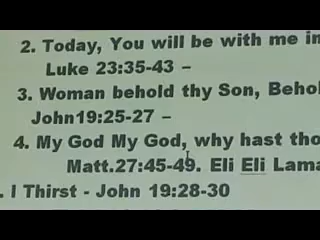 2. Today, You will be with me in
Luke 23:35-43 –
3. Woman behold thy Son, Behol
John19:25-27 –
4. My God My God, why hast tho
Matt.27:45-49. Eli Eli Lama
. I Thirst - John 19:28-30